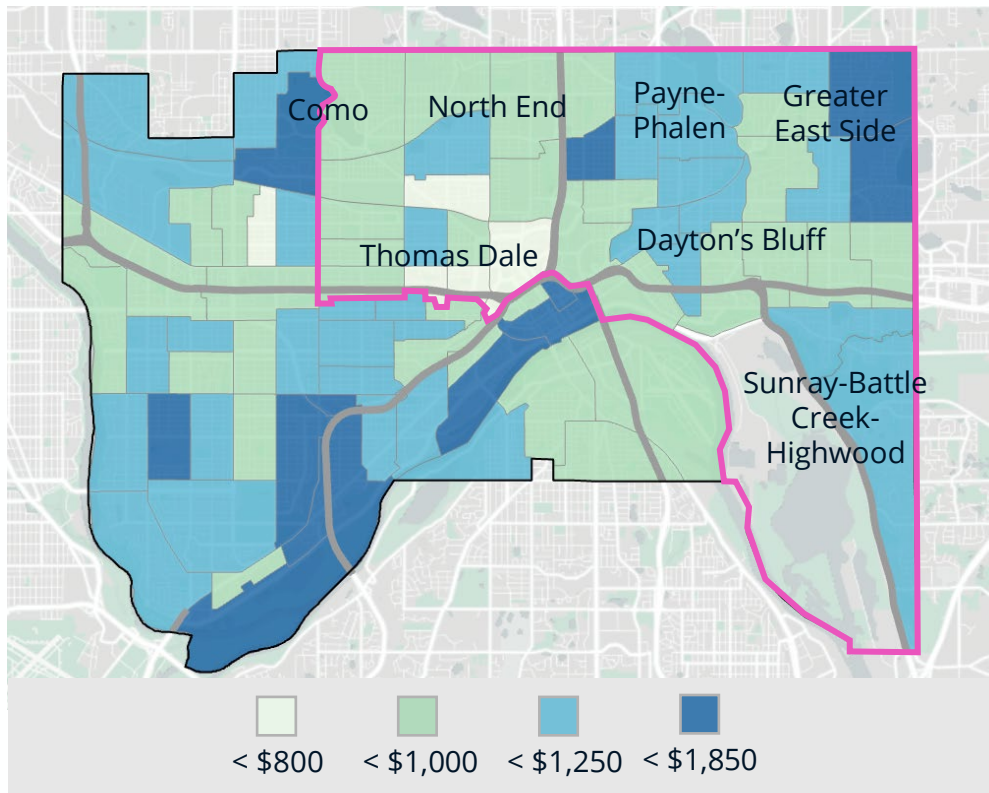 Como
North End
Payne-
Phalen
Greater
East Side
Thomas Dale
Dayton’s Bluff
Sunray-Battle
Creek-
Highwood
< $800
< $1,000
< $1,250
< $1,850